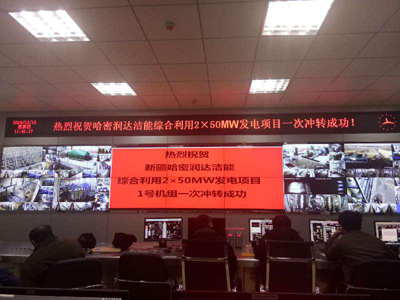 热烈祝贺哈密润达洁能综合利用2×50MW发电项目一次冲转成功！
热烈祝贺
新疆哈密润达洁能
综合利用2×50MW发电项目
1号机组一次冲转成功